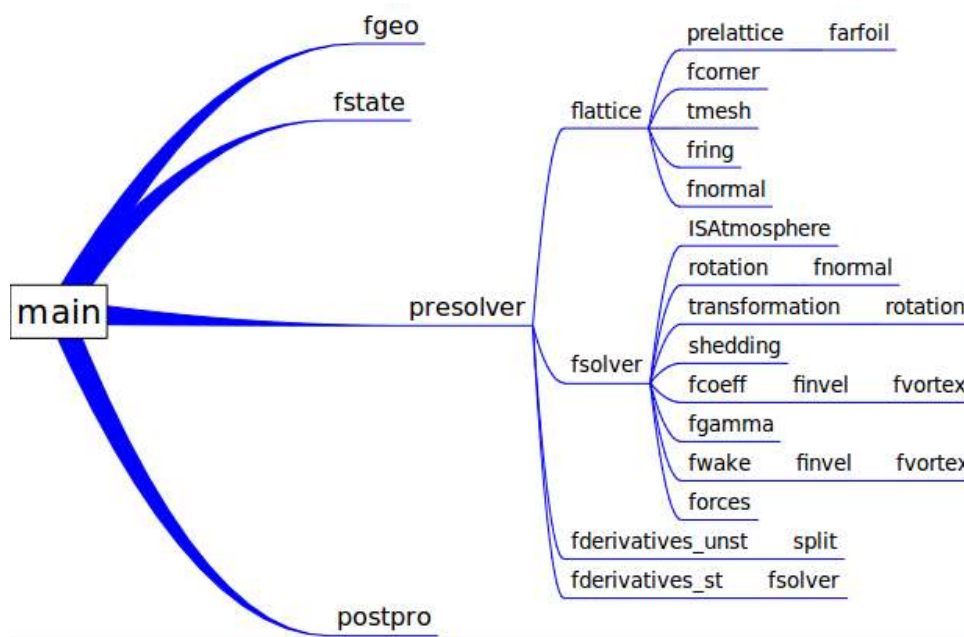 fgeo
fstate
main
presolver
postpro
flattice
prelattice farfoil
fcorner
tmesh
fring
fnormal
fsolver
ISAtmosphere
rotation fnormal
transformation rotation
shedding
fcoeff finvel fvortex
fgamma
fwake finvel fvortex
forces
fderivatives_unst split
fderivatives_st fsolver